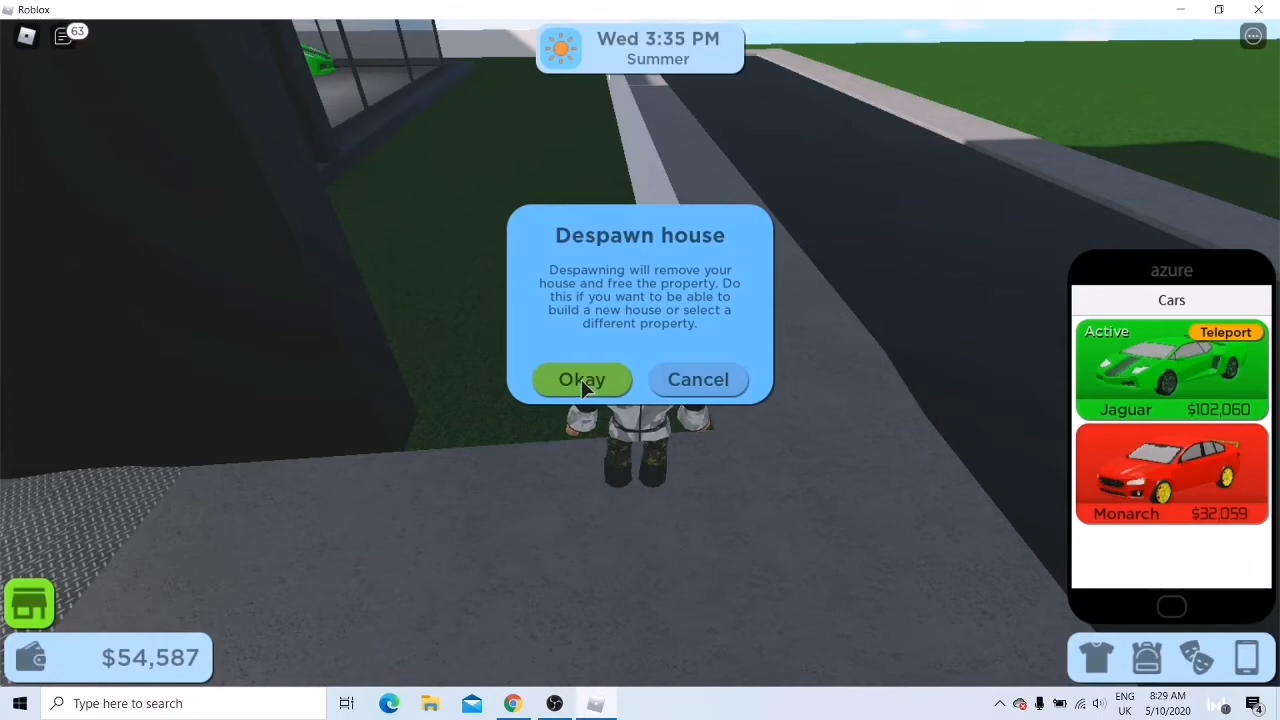 Roblox
63
Wed 3:35 PM
Summer
Despawn house
Despawning will remove your
house and free the property. Do
this if you want to be able to
build a new house or select a
different property.
Okay
Cancel
azure
Cars
Active
Teleport
Jaguar $102,060
Monarch $32,059
$54,587
Type here to search
ENG
UK
8:29 AM
5/10/2020
4